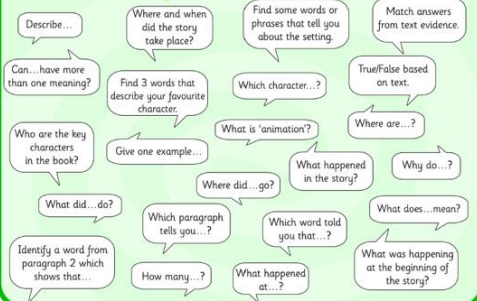 Describe...
Where and when
did the story
take place?
Find some words or
phrases that tell you
about the setting.
Match answers
from text evidence.
Can...have more
than one meaning?
Find 3 words that
describe your favourite
character.
Which character...?
True/False based
on text.
Who are the key
characters
in the book?
Give one example...
What is 'animation'?
Where are...?
What happened
in the story?
Why do...?
Where did...go?
What did...do?
Which paragraph
tells you...?
Which word told
you that...?
What does...mean?
Identify a word from
paragraph 2 which
shows that...
How many...?
What happened
at...?
What was happening
at the beginning of
the story?